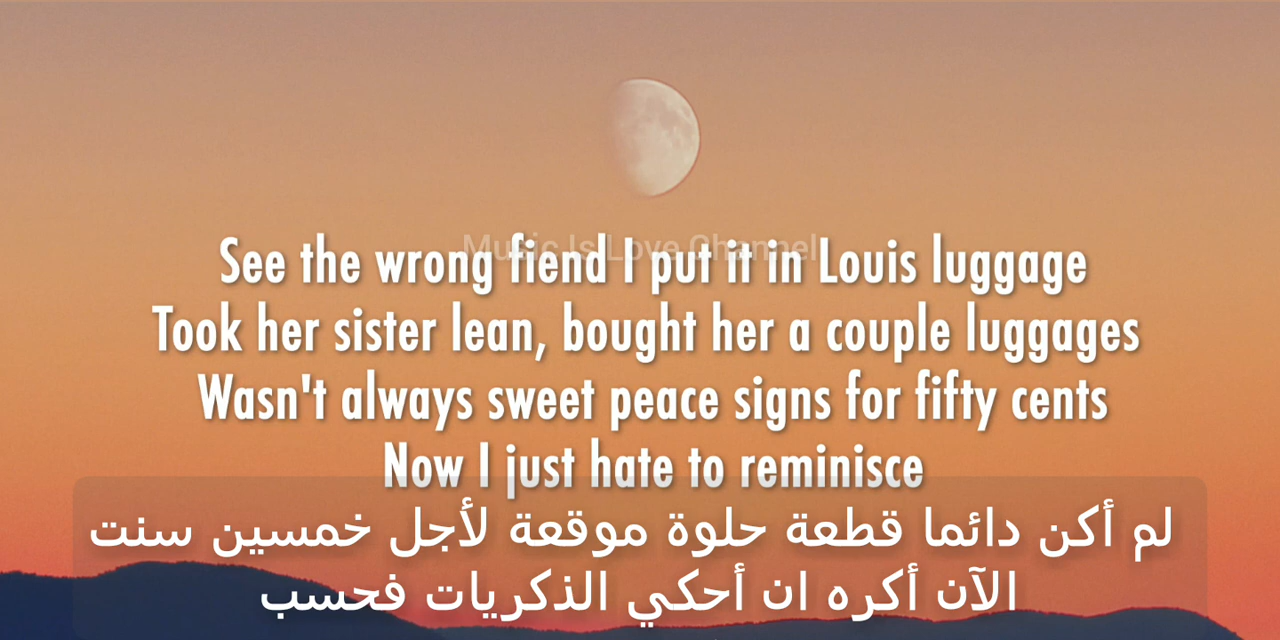 Music Is Love Channel
See the wrong fiend I put it in Louis luggage
Took her sister lean, bought her a couple luggages
Wasn't always sweet peace signs for fifty cents
Now I just hate to reminisce
لم أكن دائما قطعة حلوة موقعة لأجل خمسين سنت
الآن أكره ان أحكي الذكريات فحسب